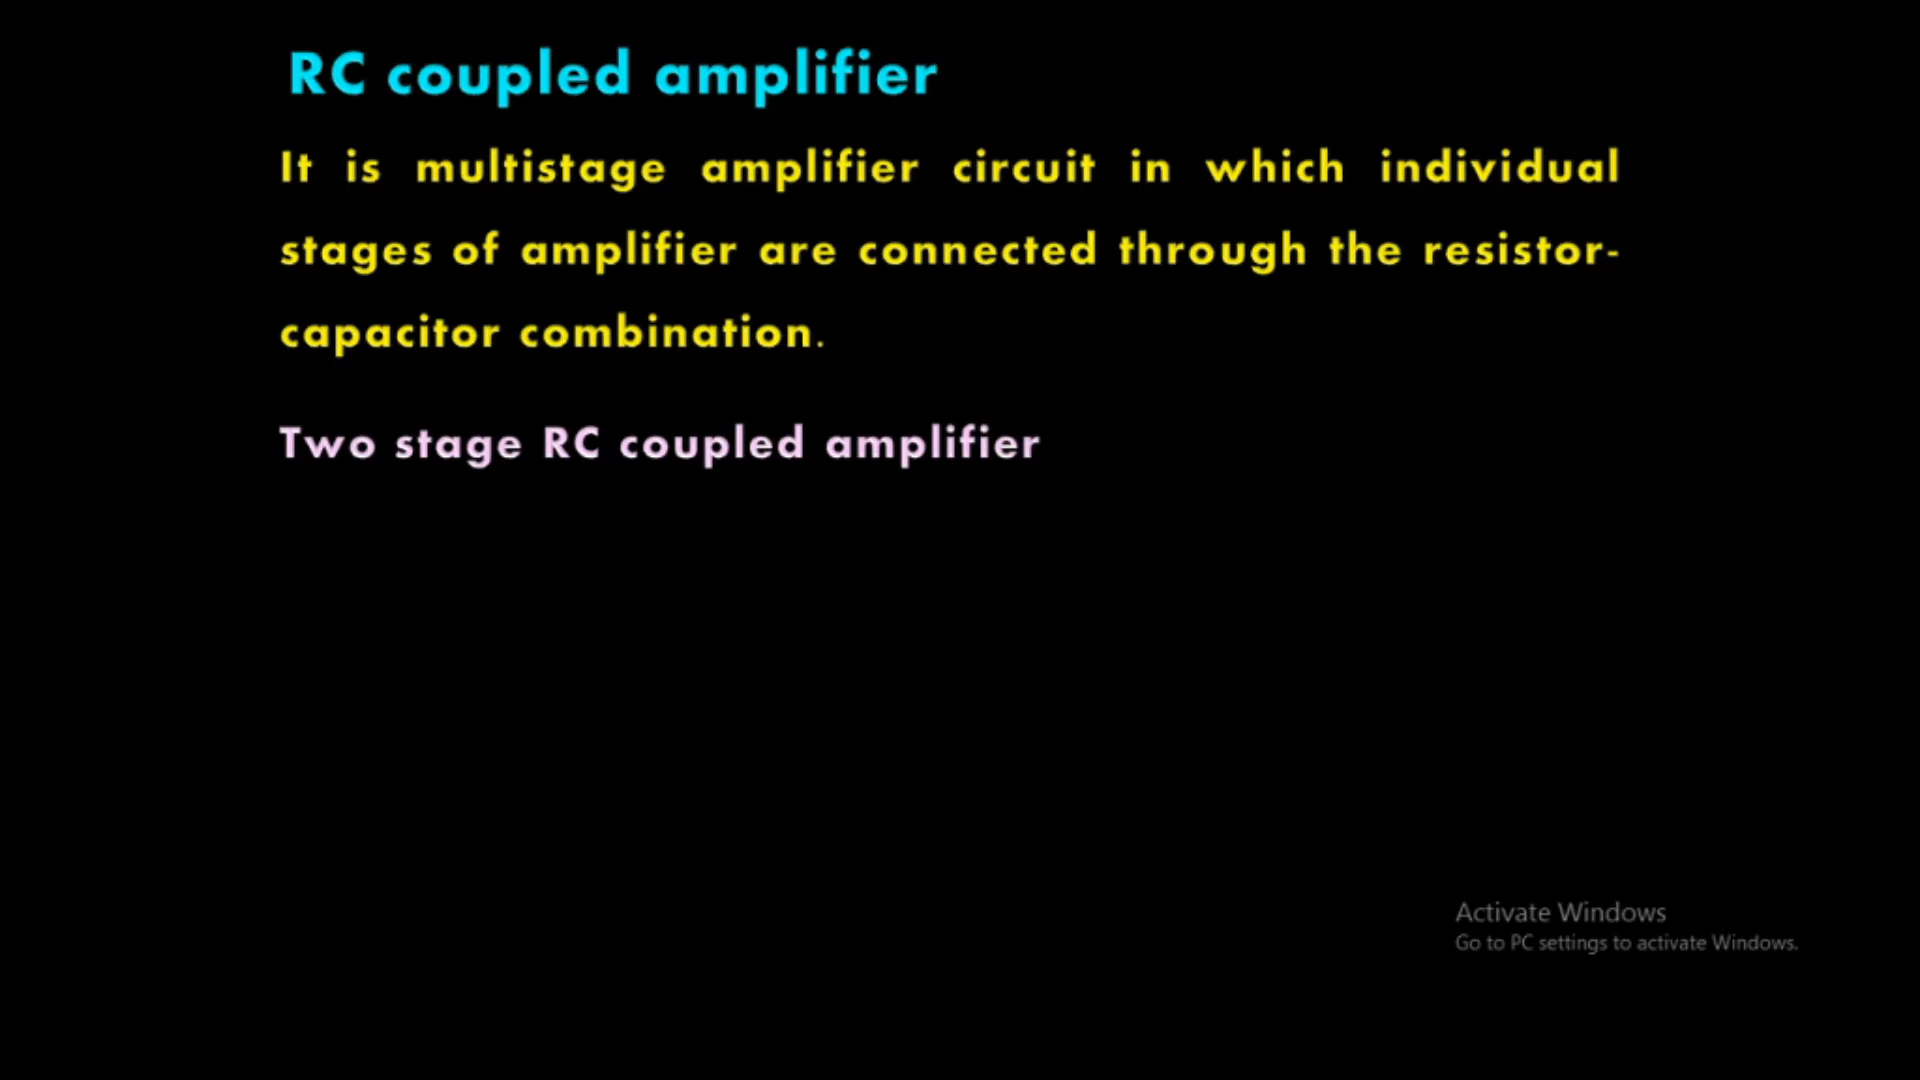 RC coupled amplifier
It is multistage amplifier circuit in which individual
stages of amplifier are connected through the resistor-
capacitor combination.
Two stage RC coupled amplifier
Activate Windows
Go to PC settings to activate Windows.